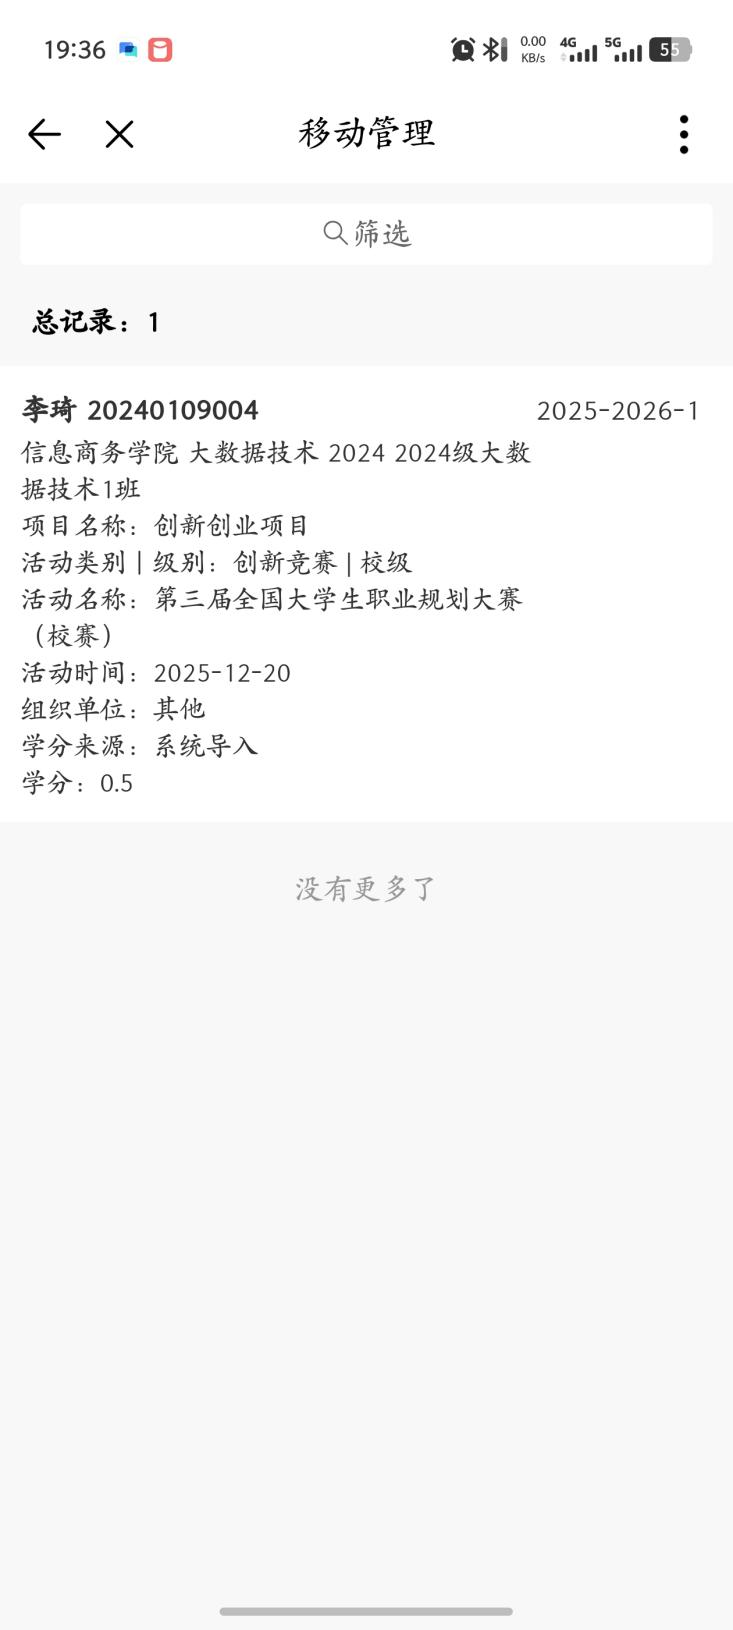 19:36
0.00
KB/s
4G
5G
55
移动管理
筛选
总记录：1
李琦 20240109004
2025-2026-1
信息商务学院 大数据技术 2024 2024级大数
据技术1班
项目名称：创新创业项目
活动类别 | 级别：创新竞赛 | 校级
活动名称：第三届全国大学生职业规划大赛
（校赛）
活动时间：2025-12-20
组织单位：其他
学分来源：系统导入
学分：0.5
没有更多了